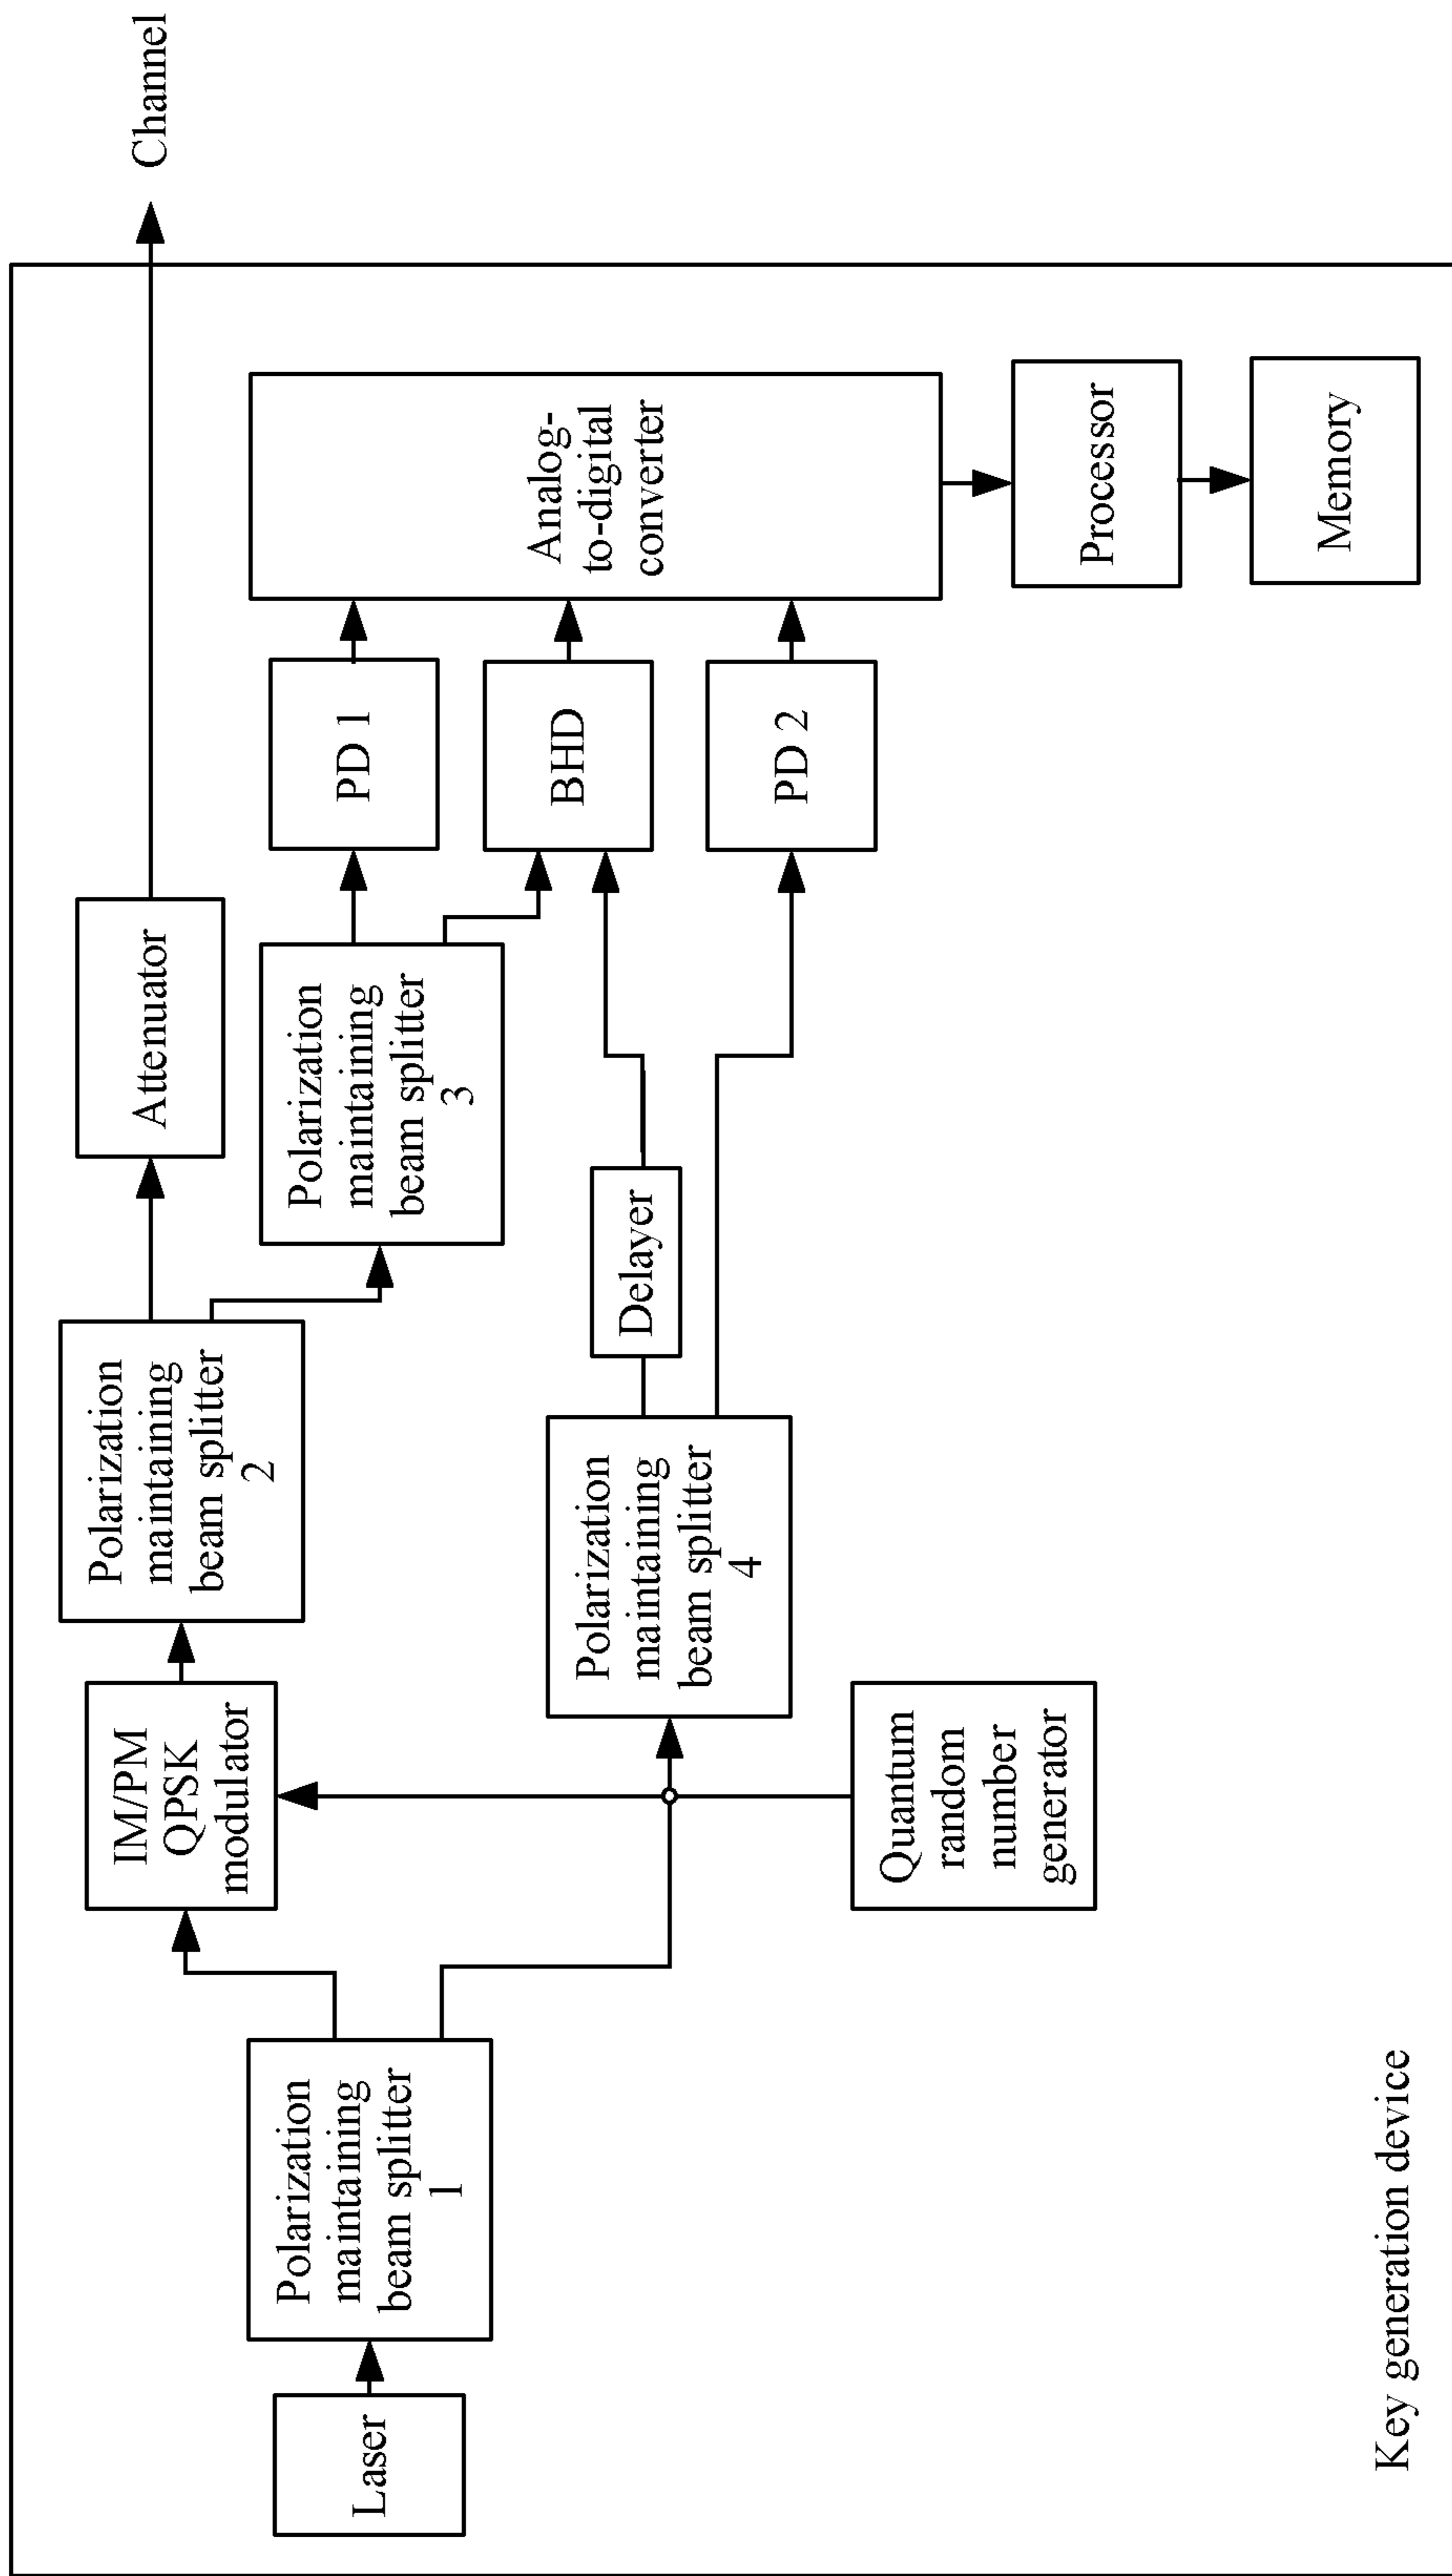 Channel
Attenuator
Polarization
maintaining
beam splitter
2
IM/PM
QPSK
modulator
Polarization
maintaining
beam splitter
1
Laser
Polarization
maintaining
beam splitter
3
PD 1
BHD
PD 2
Analog-
to-digital
converter
Delayer
Polarization
maintaining
beam splitter
4
Quantum
random
number
generator
Processor
Memory
Key generation device